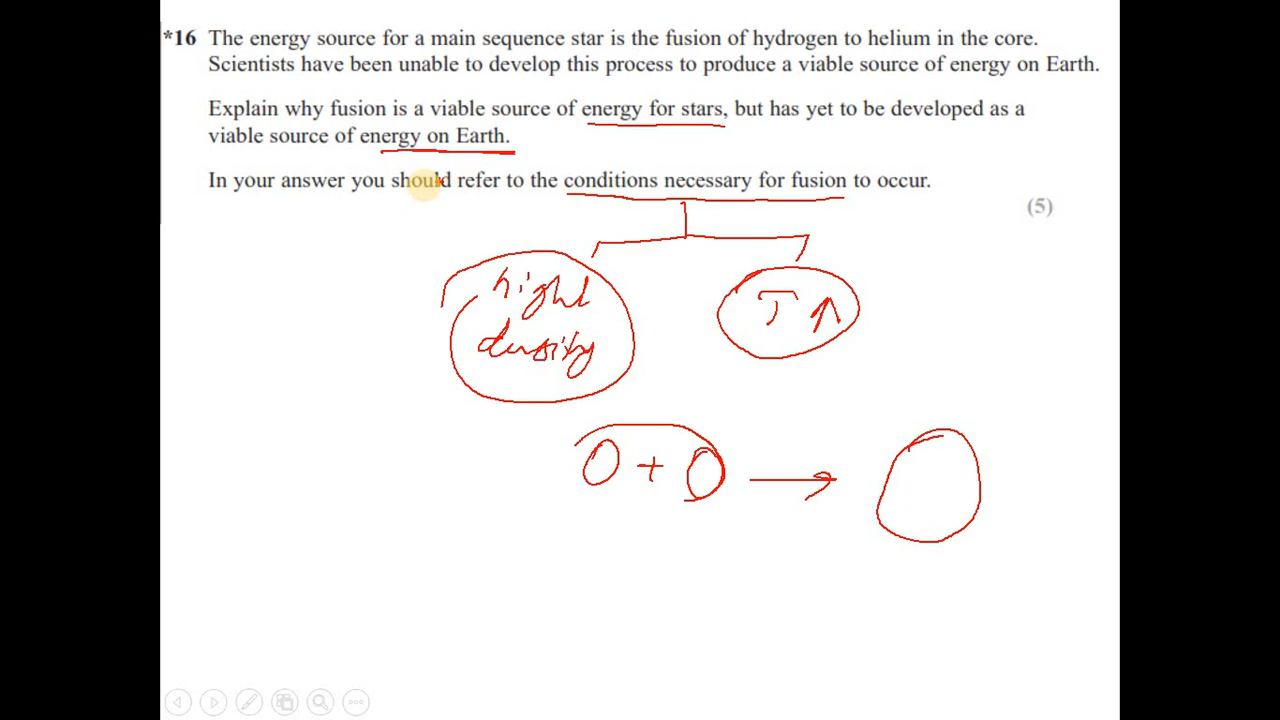 *16 The energy source for a main sequence star is the fusion of hydrogen to helium in the core.
Scientists have been unable to develop this process to produce a viable source of energy on Earth.
Explain why fusion is a viable source of energy for stars, but has yet to be developed as a
viable source of energy on Earth.
In your answer you should refer to the conditions necessary for fusion to occur.
(5)
hight
density
T ↑
O + O →